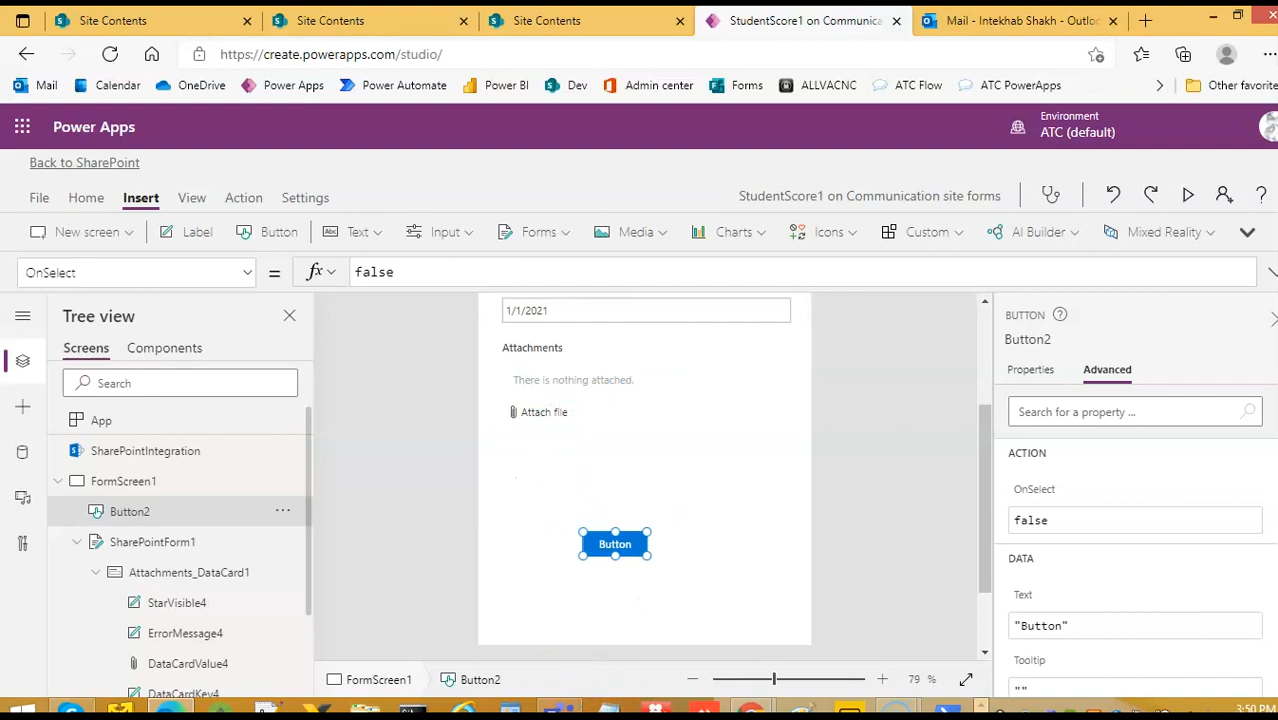 Site Contents
Site Contents
Site Contents
StudentScore1 on Communica
Mail - Intekhab Shakh - Outlo
https://create.powerapps.com/studio/
Mail
Calendar
OneDrive
Power Apps
Power Automate
Power BI
Dev
Admin center
Forms
ALLVACNC
ATC Flow
ATC PowerApps
Other favorite
Power Apps
Environment
ATC (default)
Back to SharePoint
File
Home
Insert
View
Action
Settings
StudentScore1 on Communication site forms
New screen
Label
Button
Text
Input
Forms
Media
Charts
Icons
Custom
AI Builder
Mixed Reality
OnSelect
=
fx
false
Tree view
Screens
Components
Search
App
SharePointIntegration
FormScreen1
Button2
SharePointForm1
Attachments_DataCard1
StarVisible4
ErrorMessage4
DataCardValue4
DataCardKey4
1/1/2021
Attachments
There is nothing attached.
Attach file
Button
FormScreen1
Button2
79 %
BUTTON
Button2
Properties
Advanced
Search for a property ...
ACTION
OnSelect
false
DATA
Text
"Button"
Tooltip
""
3:50 PM